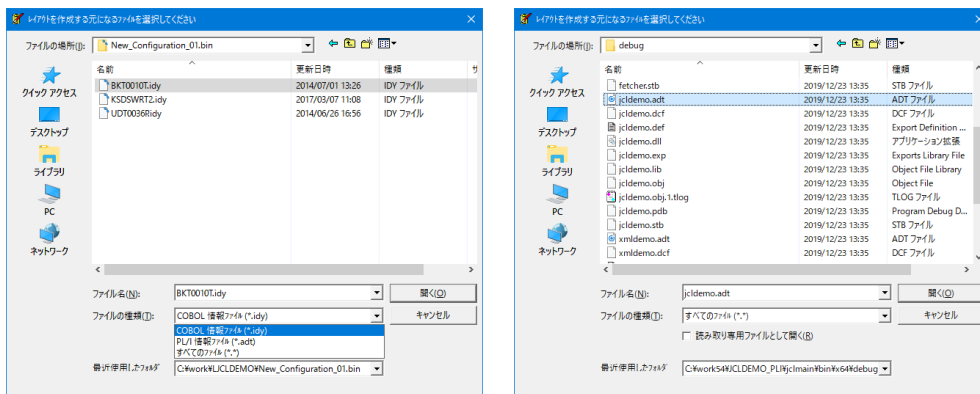 レイアウトを作成する元になるファイルを選択してください
ファイルの場所(I):
New_Configuration_01.bin
名前
更新日時
種類
サ
BKT0010T.idy
2014/07/01 13:26
IDY ファイル
KSDSWRT2.idy
2017/03/07 11:08
IDY ファイル
UDT0036R.idy
2014/06/26 16:56
IDY ファイル
クイック アクセス
デスクトップ
ライブラリ
PC
ネットワーク
ファイル名(N):
BKT0010T.idy
開く(O)
ファイルの種類(T):
COBOL 情報ファイル (*.idy)
キャンセル
COBOL 情報ファイル (*.idy)
PL/I 情報ファイル (*.adt)
すべてのファイル (*.*)
最近使用したフォルダ
C:¥work¥LJCLDEMO¥New_Configuration_01.bin
レイアウトを作成する元になるファイルを選択してください
ファイルの場所(I):
debug
名前
更新日時
種類
fetcher.stb
2019/12/23 13:35
STB ファイル
jcldemo.adt
2019/12/23 13:35
ADT ファイル
jcldemo.dcf
2019/12/23 13:35
DCF ファイル
jcldemo.def
2019/12/23 13:35
Export Definition ...
jcldemo.dll
2019/12/23 13:35
アプリケーション拡張
jcldemo.exp
2019/12/23 13:35
Exports Library File
jcldemo.lib
2019/12/23 13:35
Object File Library
jcldemo.obj
2019/12/23 13:35
Object File
jcldemo.obj.1.tlog
2019/12/23 13:35
TLOG ファイル
jcldemo.pdb
2019/12/23 13:35
Program Debug D...
jcldemo.stb
2019/12/23 13:35
STB ファイル
xmldemo.adt
2019/12/23 13:35
ADT ファイル
xmldemo.dcf
2019/12/23 13:35
DCF ファイル
クイック アクセス
デスクトップ
ライブラリ
PC
ネットワーク
ファイル名(N):
jcldemo.adt
開く(O)
ファイルの種類(T):
すべてのファイル (*.*)
キャンセル
読み取り専用ファイルとして開く(R)
最近使用したフォルダ
C:¥work54¥JCLDEMO_PLI¥jclmain¥bin¥x64¥debug